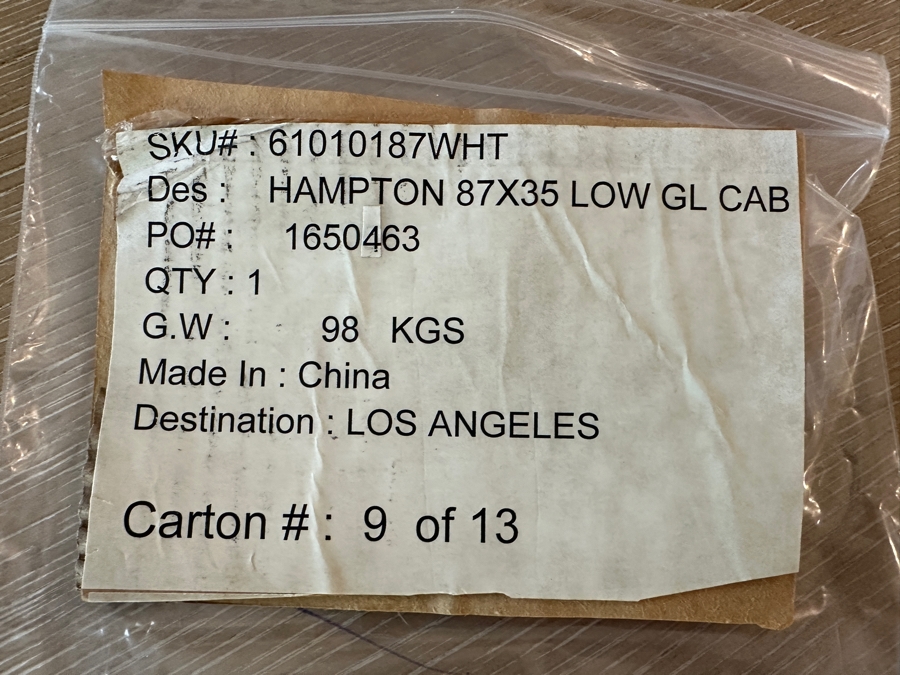 SKU# : 61010187WHT
Des : HAMPTON 87X35 LOW GL CAB
PO# : 1650463
QTY : 1
G.W : 98 KGS
Made In : China
Destination : LOS ANGELES
Carton # : 9 of 13